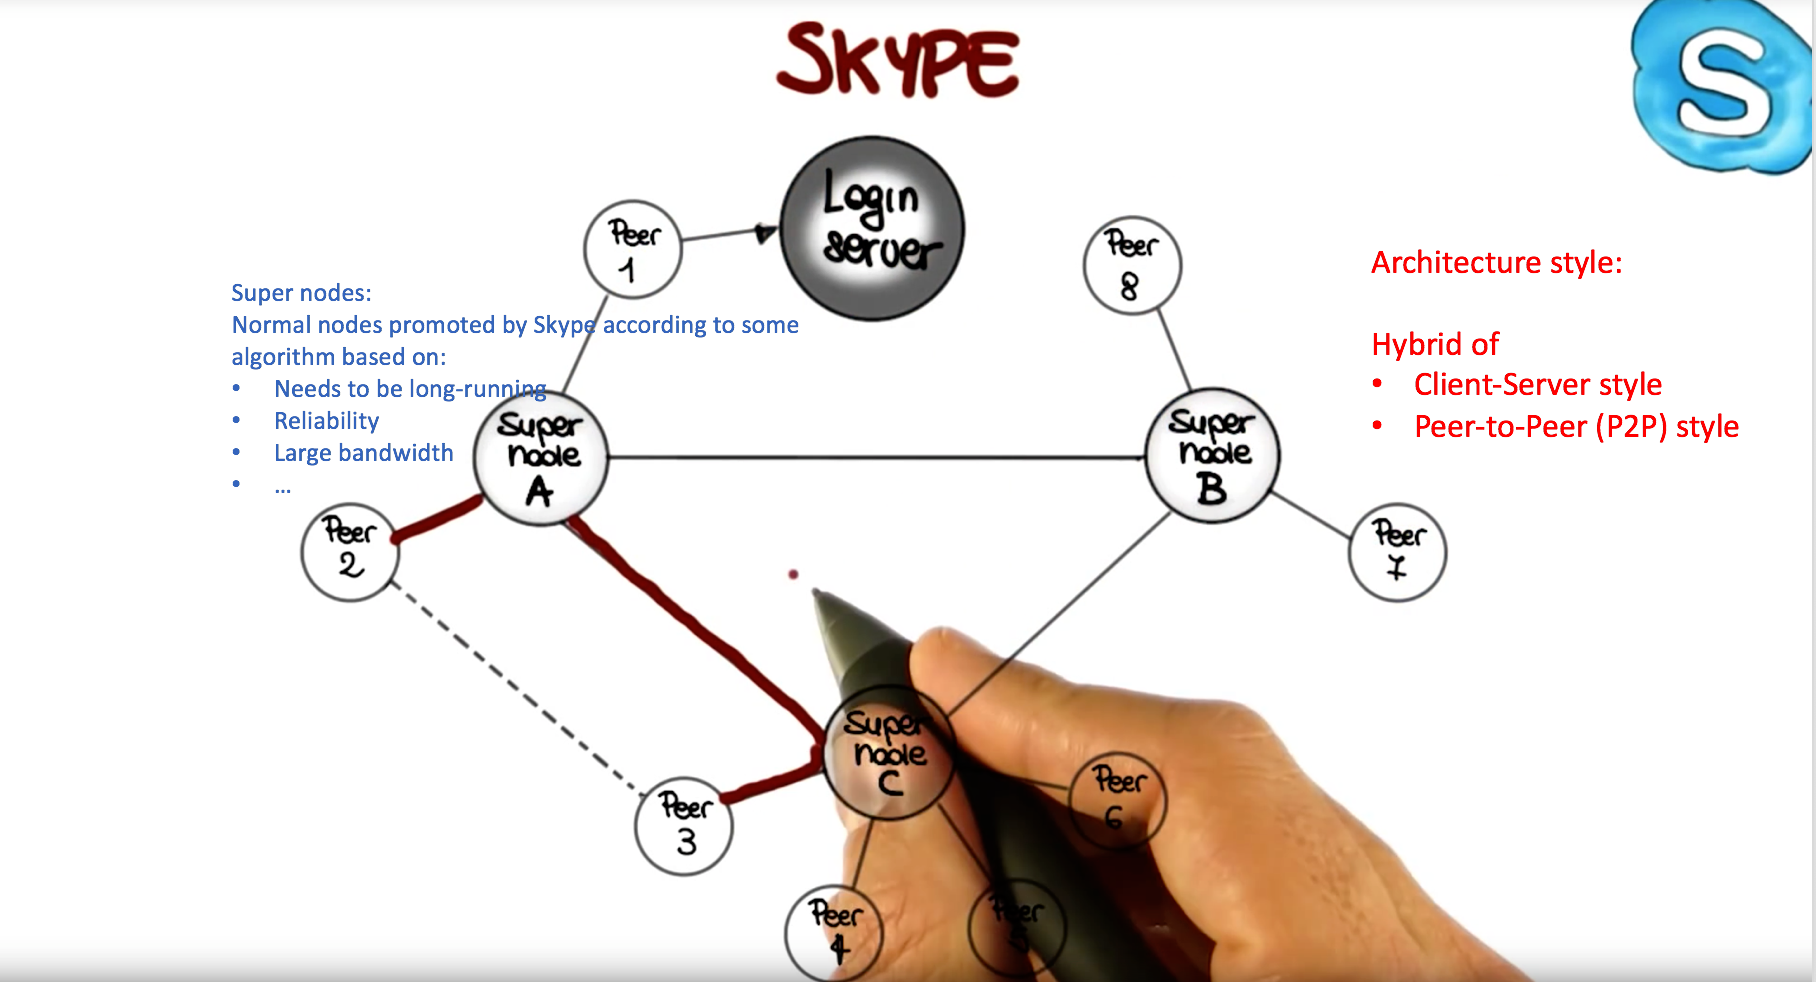 SKYPE
S
Login
server
Peer
1
Peer
8
Architecture style:
Hybrid of
• Client-Server style
• Peer-to-Peer (P2P) style
Super nodes:
Normal nodes promoted by Skype according to some
algorithm based on:
• Needs to be long-running
• Reliability
• Large bandwidth
• ...
Super
node
A
Super
node
B
Peer
2
Peer
7
Super
node
C
Peer
3
Peer
6
Peer
4
Peer
5